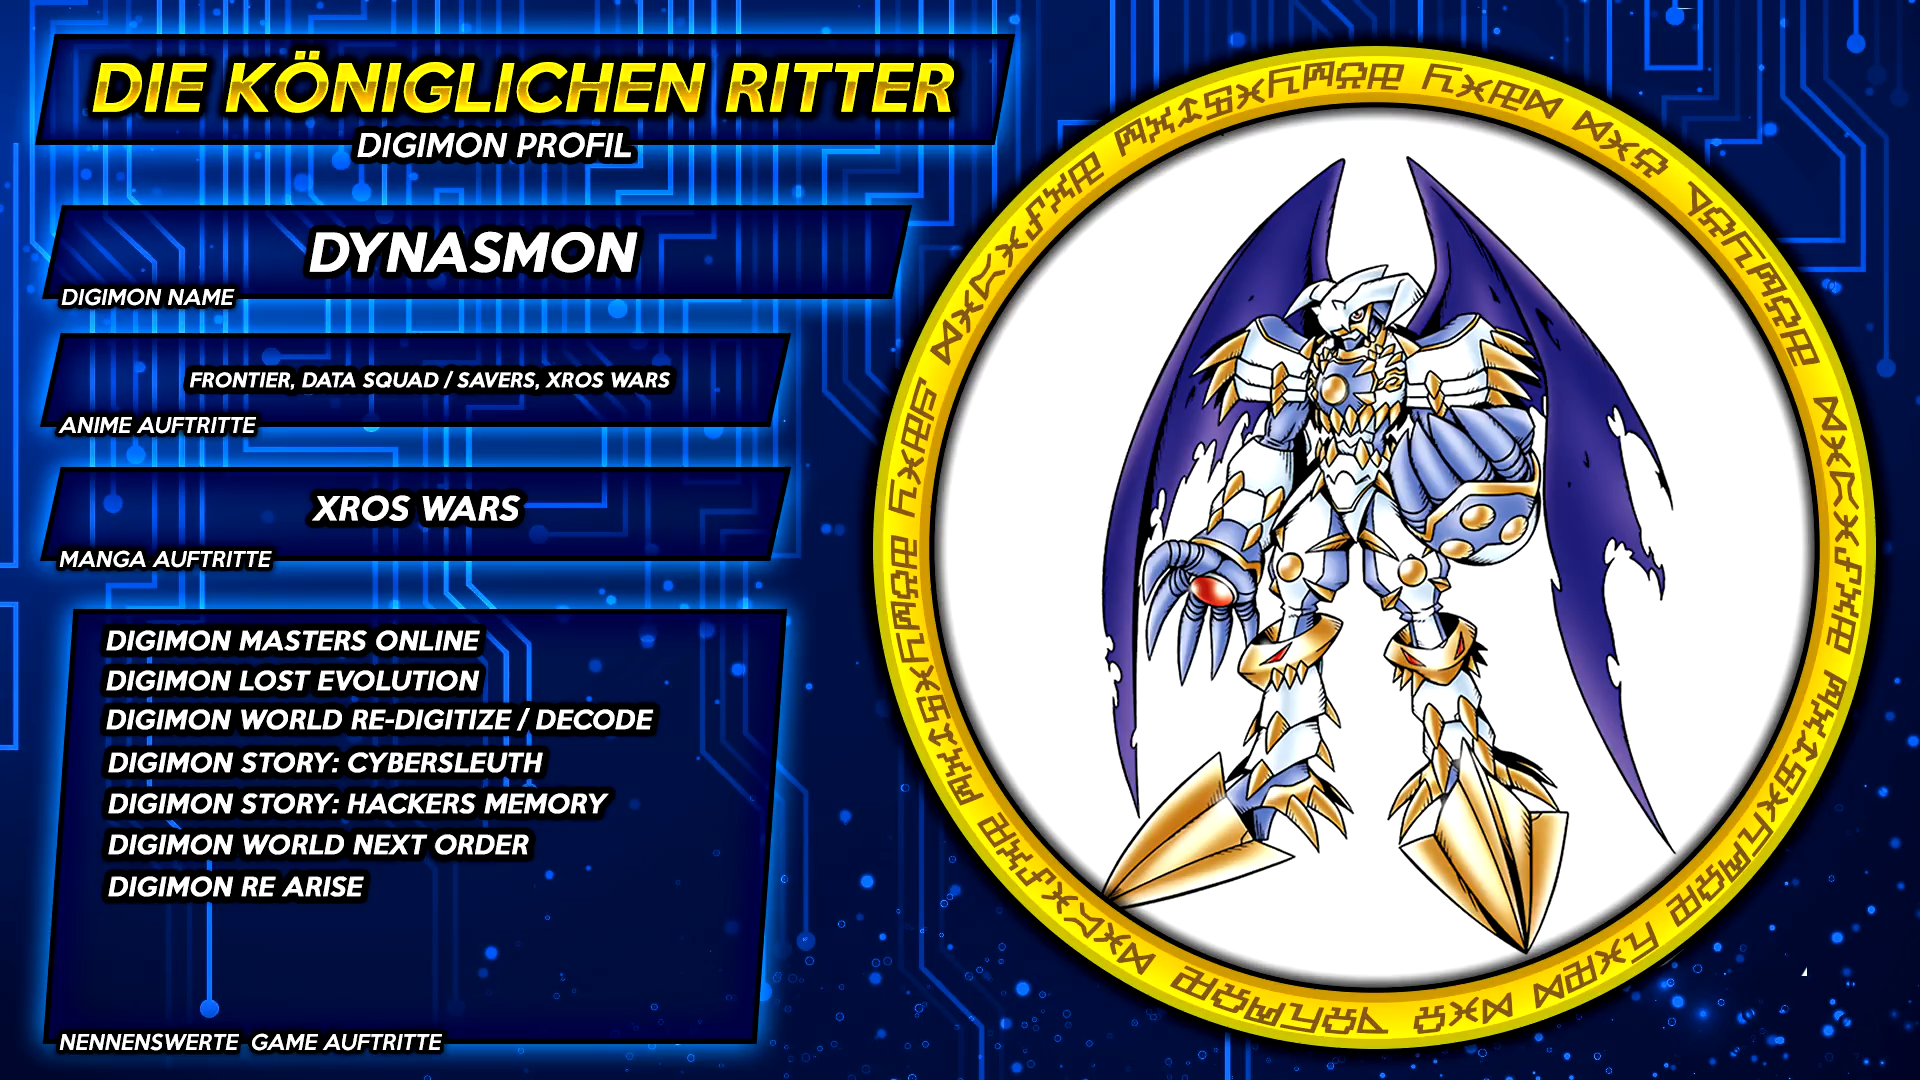 DIE KÖNIGLICHEN RITTER
DIGIMON PROFIL
DYNASMON
DIGIMON NAME
FRONTIER, DATA SQUAD / SAVERS, XROS WARS
ANIME AUFTRITTE
XROS WARS
MANGA AUFTRITTE
DIGIMON MASTERS ONLINE
DIGIMON LOST EVOLUTION
DIGIMON WORLD RE-DIGITIZE / DECODE
DIGIMON STORY: CYBERSLEUTH
DIGIMON STORY: HACKERS MEMORY
DIGIMON WORLD NEXT ORDER
DIGIMON RE ARISE
NENNENSWERTE GAME AUFTRITTE